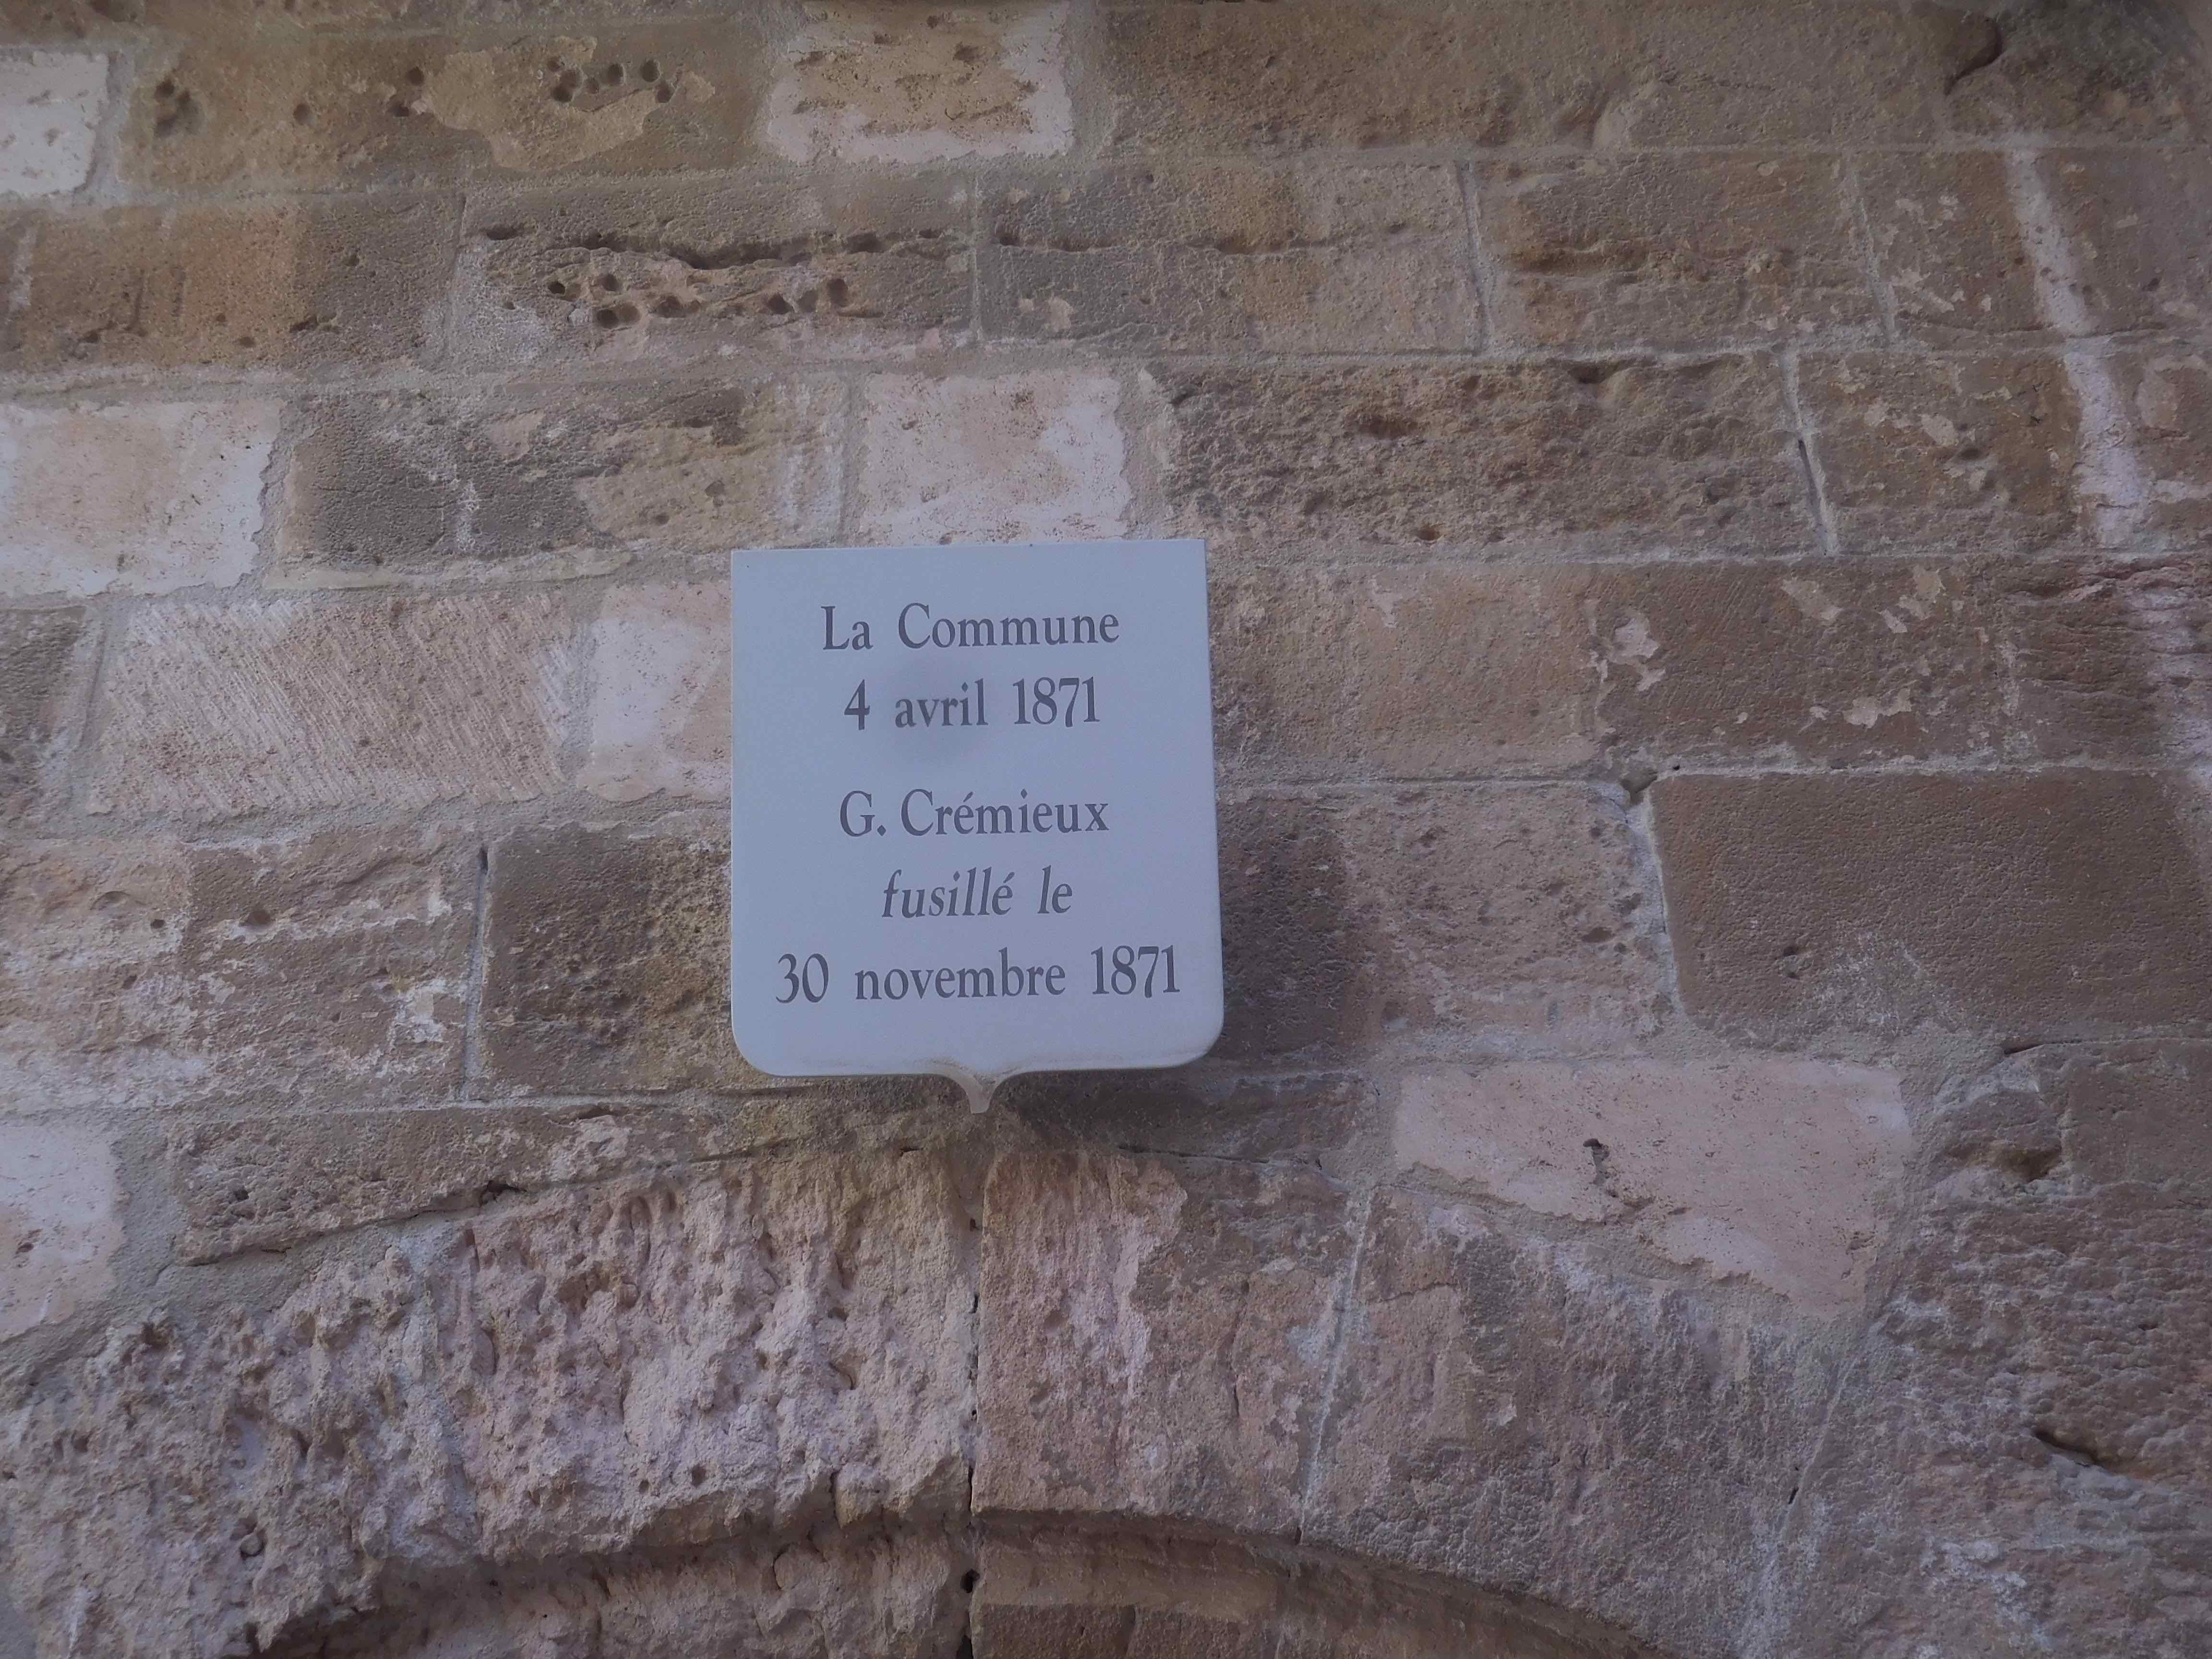 La Commune
4 avril 1871
G. Crémieux
fusillé le
30 novembre 1871